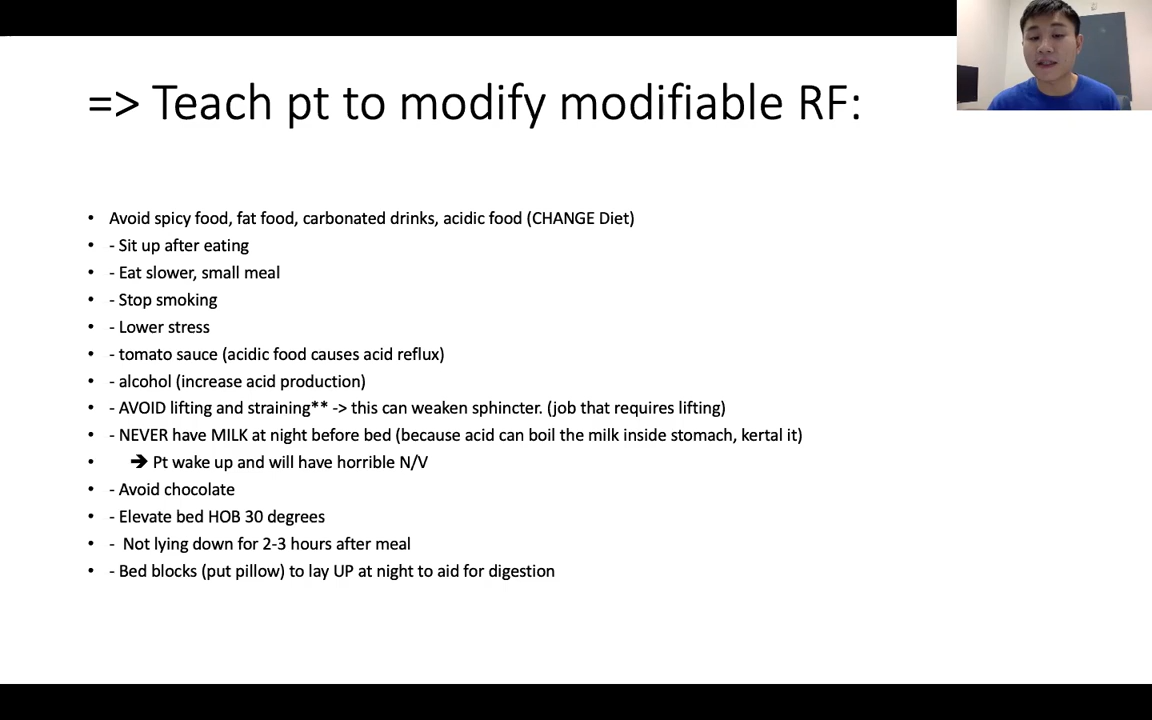 => Teach pt to modify modifiable RF:
• Avoid spicy food, fat food, carbonated drinks, acidic food (CHANGE Diet)
• - Sit up after eating
• - Eat slower, small meal
• - Stop smoking
• - Lower stress
• - tomato sauce (acidic food causes acid reflux)
• - alcohol (increase acid production)
• - AVOID lifting and straining** -> this can weaken sphincter. (job that requires lifting)
• - NEVER have MILK at night before bed (because acid can boil the milk inside stomach, kertal it)
• ➔ Pt wake up and will have horrible N/V
• - Avoid chocolate
• - Elevate bed HOB 30 degrees
• - Not lying down for 2-3 hours after meal
• - Bed blocks (put pillow) to lay UP at night to aid for digestion